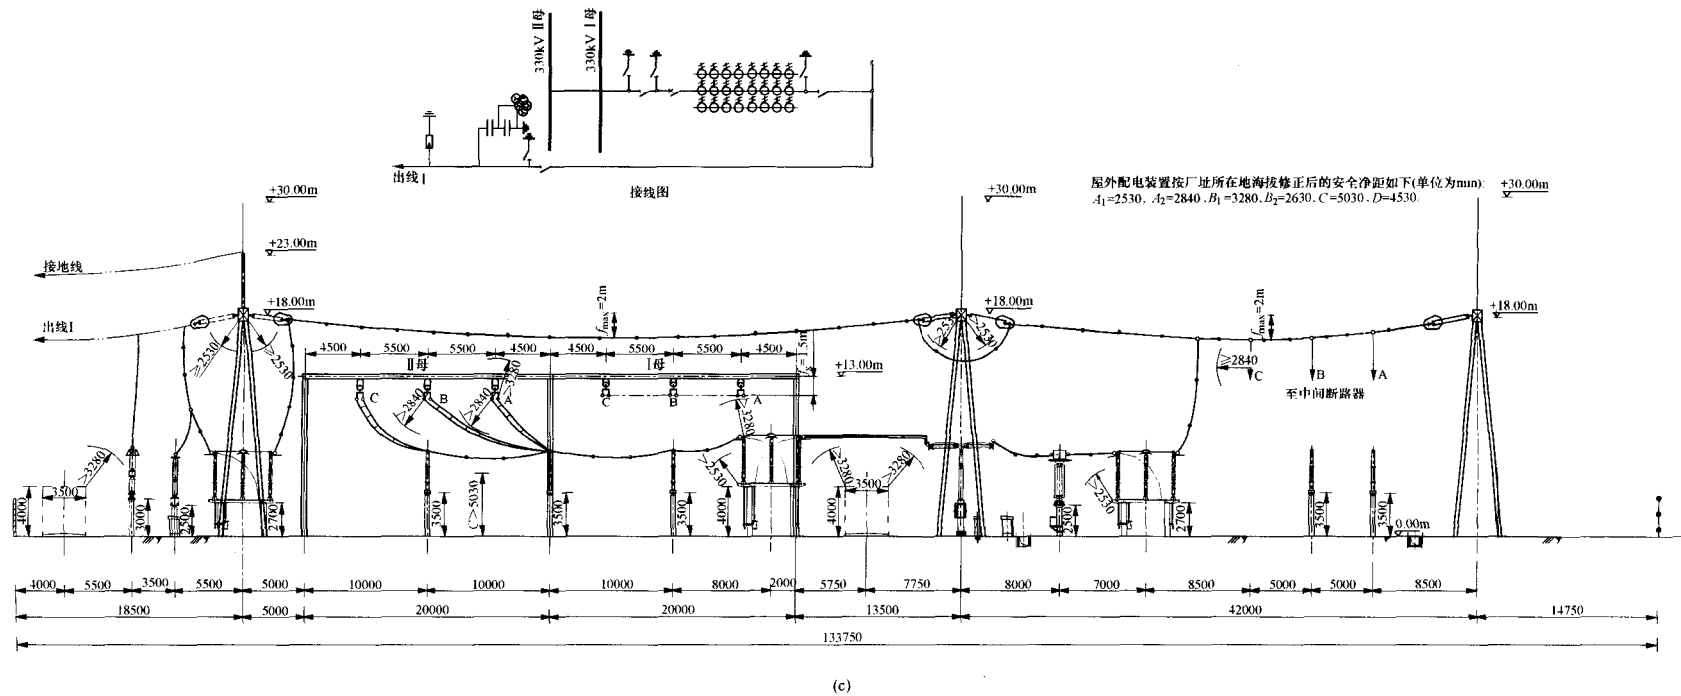 330kV Ⅱ母
330kV Ⅰ母
出线Ⅰ
接线图
屋外配电装置按厂址所在地海拔修正后的安全净距如下(单位为mm):
A₁=2530, A₂=2840, B₁=3280, B₂=2630, C=5030, D=4530.
+30.00m
+30.00m
+30.00m
+23.00m
接地线
+18.00m
+18.00m
+18.00m
出线Ⅰ
f max=2m
f max=2m
≥2530
≥2530
≥2530
≥2530
4500
5500
5500
4500
4500
5500
5500
4500
Ⅱ母
Ⅰ母
=1.5m
+13.00m
>3280
≥2840
C
B
A
至中间断路器
C
B
A
C
B
A
>2840
>2840
>3280
>3280
3500
4000
3000
2500
2700
3500
C>5030
3500
3500
>2530
4000
>3280
>3280
3500
4000
2500
>2530
2700
3500
3500
0.00m
4000
5500
3500
5500
5000
10000
10000
10000
8000
2000
5750
7750
8000
7000
8500
5000
5000
8500
18500
5000
20000
20000
13500
42000
14750
133750
(c)